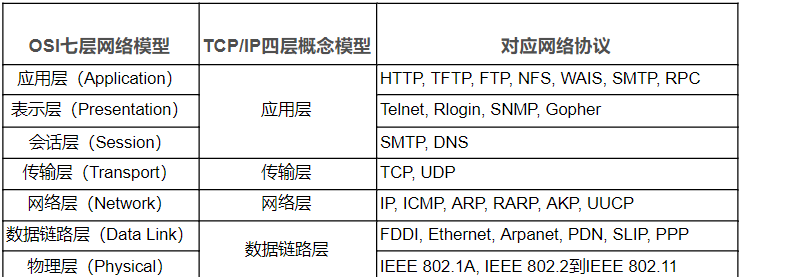 OSI七层网络模型 TCP/IP四层概念模型 对应网络协议
应用层（Application） HTTP, TFTP, FTP, NFS, WAIS, SMTP, RPC
表示层（Presentation） 应用层 Telnet, Rlogin, SNMP, Gopher
会话层（Session） SMTP, DNS
传输层（Transport） 传输层 TCP, UDP
网络层（Network） 网络层 IP, ICMP, ARP, RARP, AKP, UUCP
数据链路层（Data Link） 数据链路层 FDDI, Ethernet, Arpanet, PDN, SLIP, PPP
物理层（Physical） IEEE 802.1A, IEEE 802.2到IEEE 802.11